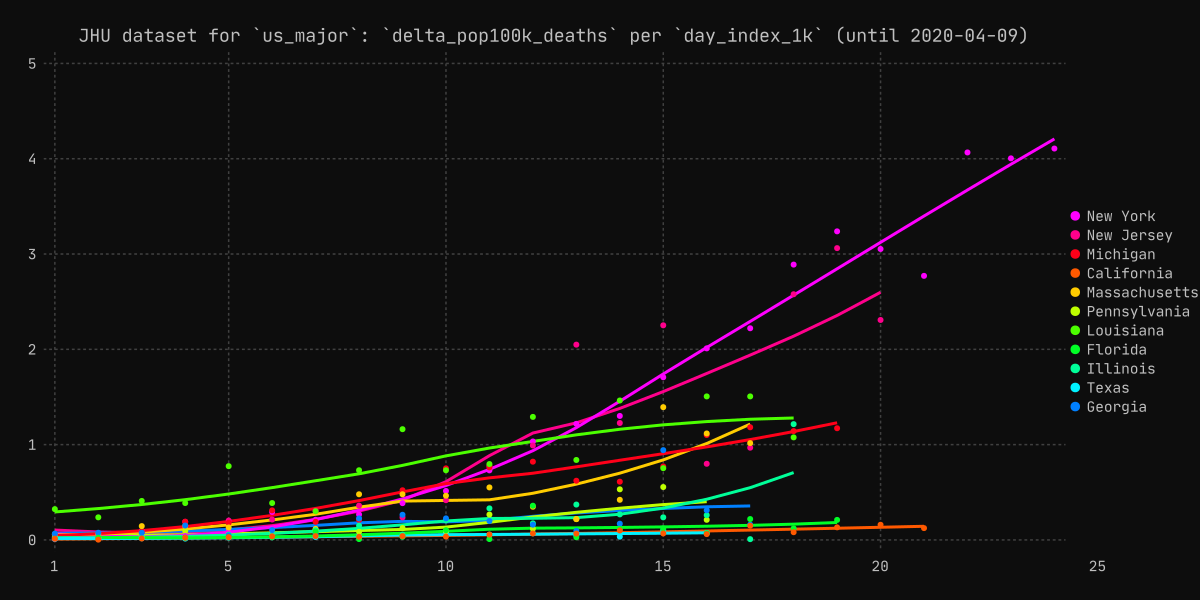 JHU dataset for `us_major`: `delta_pop100k_deaths` per `day_index_1k` (until 2020-04-09)
5
4
3
2
1
0
New York
New Jersey
Michigan
California
Massachusetts
Pennsylvania
Louisiana
Florida
Illinois
Texas
Georgia
1 5 10 15 20 25